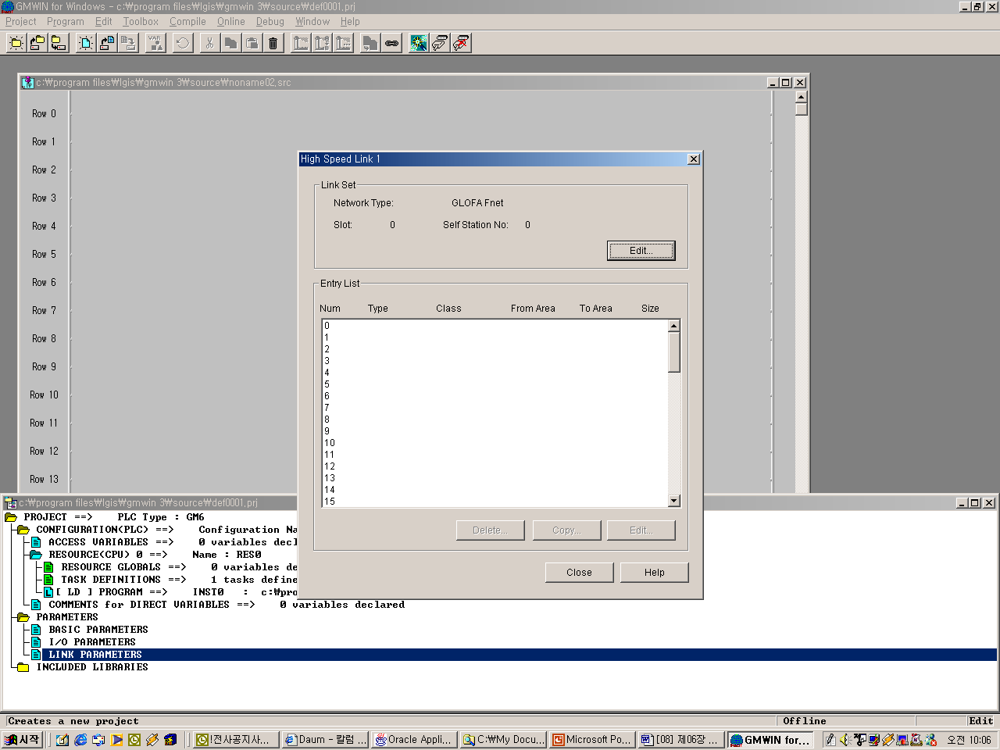 GMWIN for Windows - c:₩program files₩lgis₩gmwin 3₩source₩def0001.prj
Project Program Edit Toolbox Compile Online Debug Window Help
c:₩program files₩lgis₩gmwin 3₩source₩noname02.src
Row 0
Row 1
Row 2
Row 3
Row 4
Row 5
Row 6
Row 7
Row 8
Row 9
Row 10
Row 11
Row 12
Row 13
High Speed Link 1
Link Set
Network Type: GLOFA Fnet
Slot: 0 Self Station No: 0
Edit...
Entry List
Num Type Class From Area To Area Size
0
1
2
3
4
5
6
7
8
9
10
11
12
13
14
15
Delete... Copy... Edit...
Close Help
c:₩program files₩lgis₩gmwin 3₩source₩def0001.prj
PROJECT ==> PLC Type : GM6
CONFIGURATION(PLC) ==> Configuration Na
ACCESS VARIABLES ==> 0 variables decl
RESOURCE(CPU) 0 ==> Name : RES0
RESOURCE GLOBALS ==> 0 variables de
TASK DEFINITIONS ==> 1 tasks define
[ LD ] PROGRAM ==> INST0 : c:₩pro
COMMENTS for DIRECT VARIABLES ==> 0 variables declared
PARAMETERS
BASIC PARAMETERS
I/O PARAMETERS
LINK PARAMETERS
INCLUDED LIBRARIES
Creates a new project Offline Edit
시작 !전사공지사... Daum - 칼럼 ... Oracle Appli... C:₩My Docu... Microsoft Po... [08] 제06장 ... GMWIN for... 오전 10:06